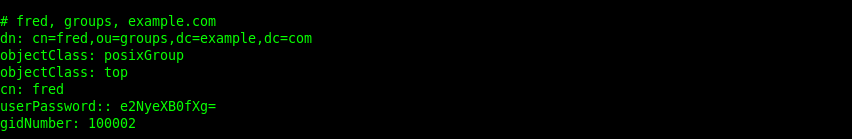 # fred, groups, example.com
dn: cn=fred,ou=groups,dc=example,dc=com
objectClass: posixGroup
objectClass: top
cn: fred
userPassword:: e2NyeXB0fXg=
gidNumber: 100002